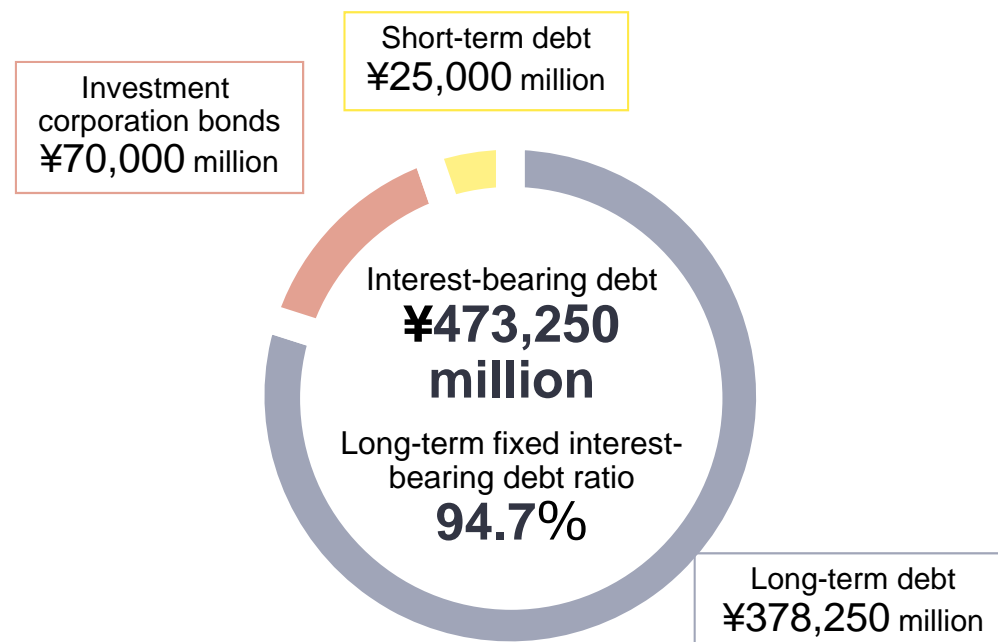 Short-term debt
¥25,000 million
Investment
corporation bonds
¥70,000 million
Interest-bearing debt
¥473,250
million
Long-term fixed interest-
bearing debt ratio
94.7%
Long-term debt
¥378,250 million